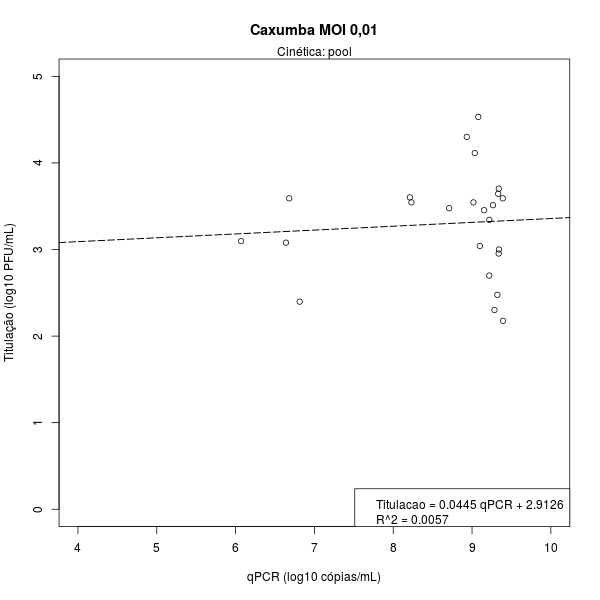 Caxumba MOI 0,01
Cinética: pool
Titulação (log10 PFU/mL)
5
4
3
2
1
0
Titulacao = 0.0445 qPCR + 2.9126
R^2 = 0.0057
4 5 6 7 8 9 10
qPCR (log10 cópias/mL)